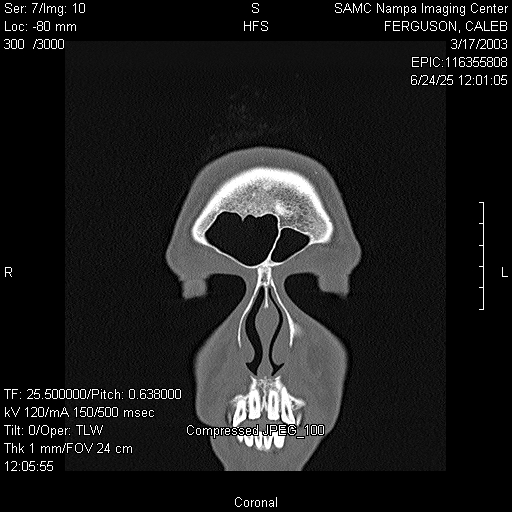 Ser: 7/Img: 10
Loc: -80 mm
300 /3000
S
HFS
SAMC Nampa Imaging Center
FERGUSON, CALEB
3/17/2003
EPIC:116355808
6/24/25 12:01:05
R
L
TF: 25.500000/Pitch: 0.638000
kV 120/mA 150/500 msec
Tilt: 0/Oper: TLW
Thk 1 mm/FOV 24 cm
12:05:55
Compressed JPEG_100
Coronal